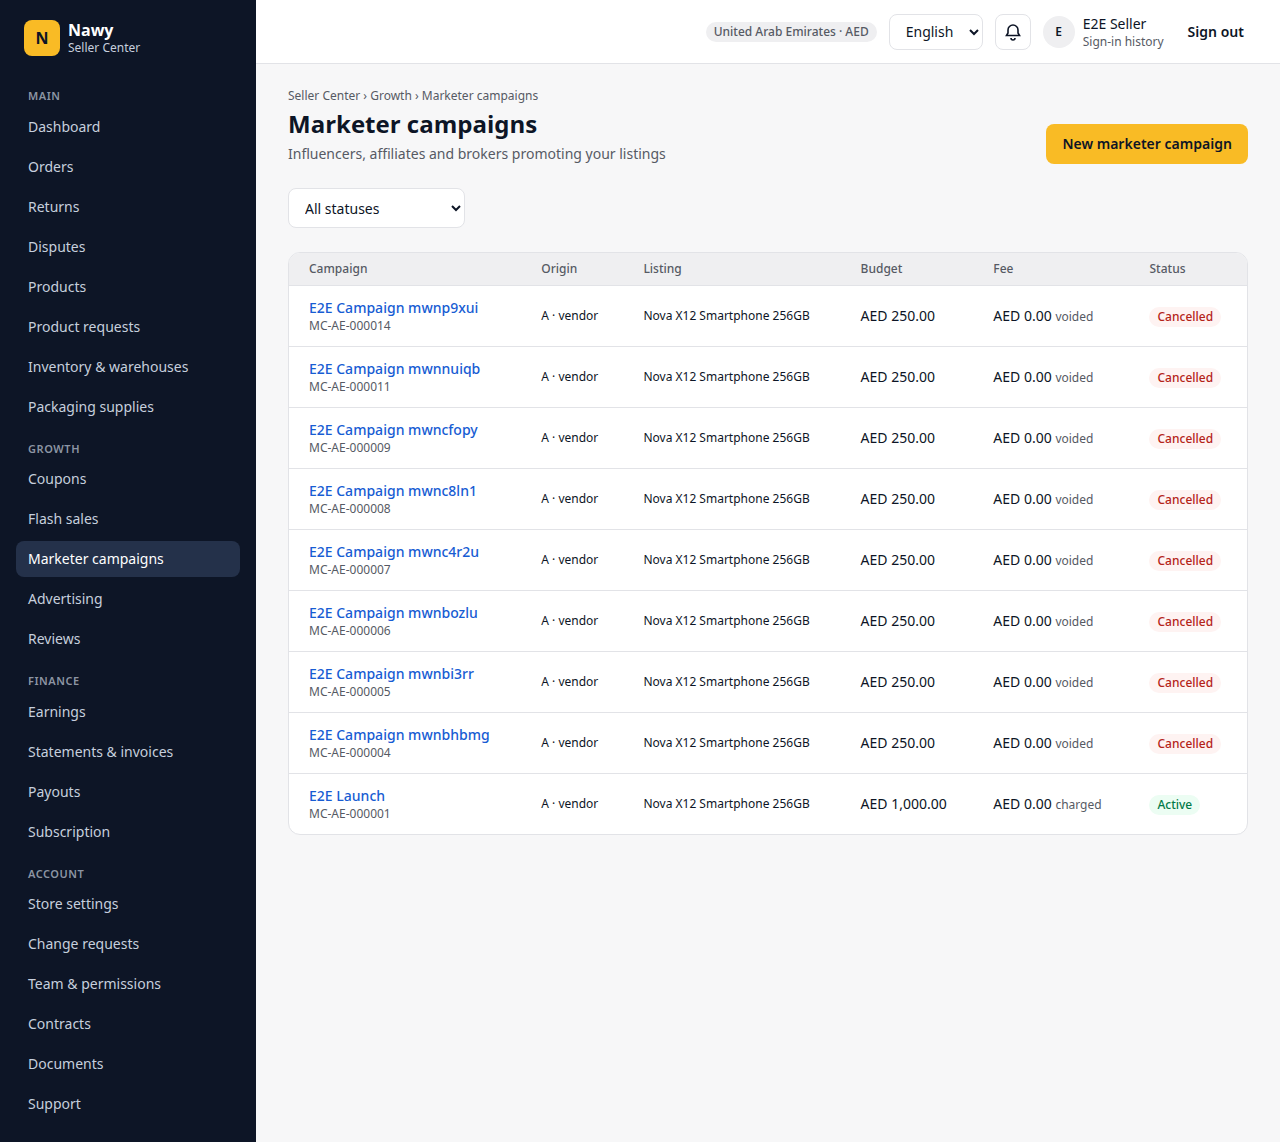 N
Nawy
Seller Center
United Arab Emirates · AED
English
E
E2E Seller
Sign-in history
Sign out
MAIN
Dashboard
Orders
Returns
Disputes
Products
Product requests
Inventory & warehouses
Packaging supplies
GROWTH
Coupons
Flash sales
Marketer campaigns
Advertising
Reviews
FINANCE
Earnings
Statements & invoices
Payouts
Subscription
ACCOUNT
Store settings
Change requests
Team & permissions
Contracts
Documents
Support
Seller Center › Growth › Marketer campaigns
Marketer campaigns
Influencers, affiliates and brokers promoting your listings
New marketer campaign
All statuses
Campaign Origin Listing Budget Fee Status
E2E Campaign mwnp9xui
MC-AE-000014
A · vendor Nova X12 Smartphone 256GB AED 250.00 AED 0.00 voided Cancelled
E2E Campaign mwnnuiqb
MC-AE-000011
A · vendor Nova X12 Smartphone 256GB AED 250.00 AED 0.00 voided Cancelled
E2E Campaign mwncfopy
MC-AE-000009
A · vendor Nova X12 Smartphone 256GB AED 250.00 AED 0.00 voided Cancelled
E2E Campaign mwnc8ln1
MC-AE-000008
A · vendor Nova X12 Smartphone 256GB AED 250.00 AED 0.00 voided Cancelled
E2E Campaign mwnc4r2u
MC-AE-000007
A · vendor Nova X12 Smartphone 256GB AED 250.00 AED 0.00 voided Cancelled
E2E Campaign mwnbozlu
MC-AE-000006
A · vendor Nova X12 Smartphone 256GB AED 250.00 AED 0.00 voided Cancelled
E2E Campaign mwnbi3rr
MC-AE-000005
A · vendor Nova X12 Smartphone 256GB AED 250.00 AED 0.00 voided Cancelled
E2E Campaign mwnbhbmg
MC-AE-000004
A · vendor Nova X12 Smartphone 256GB AED 250.00 AED 0.00 voided Cancelled
E2E Launch
MC-AE-000001
A · vendor Nova X12 Smartphone 256GB AED 1,000.00 AED 0.00 charged Active